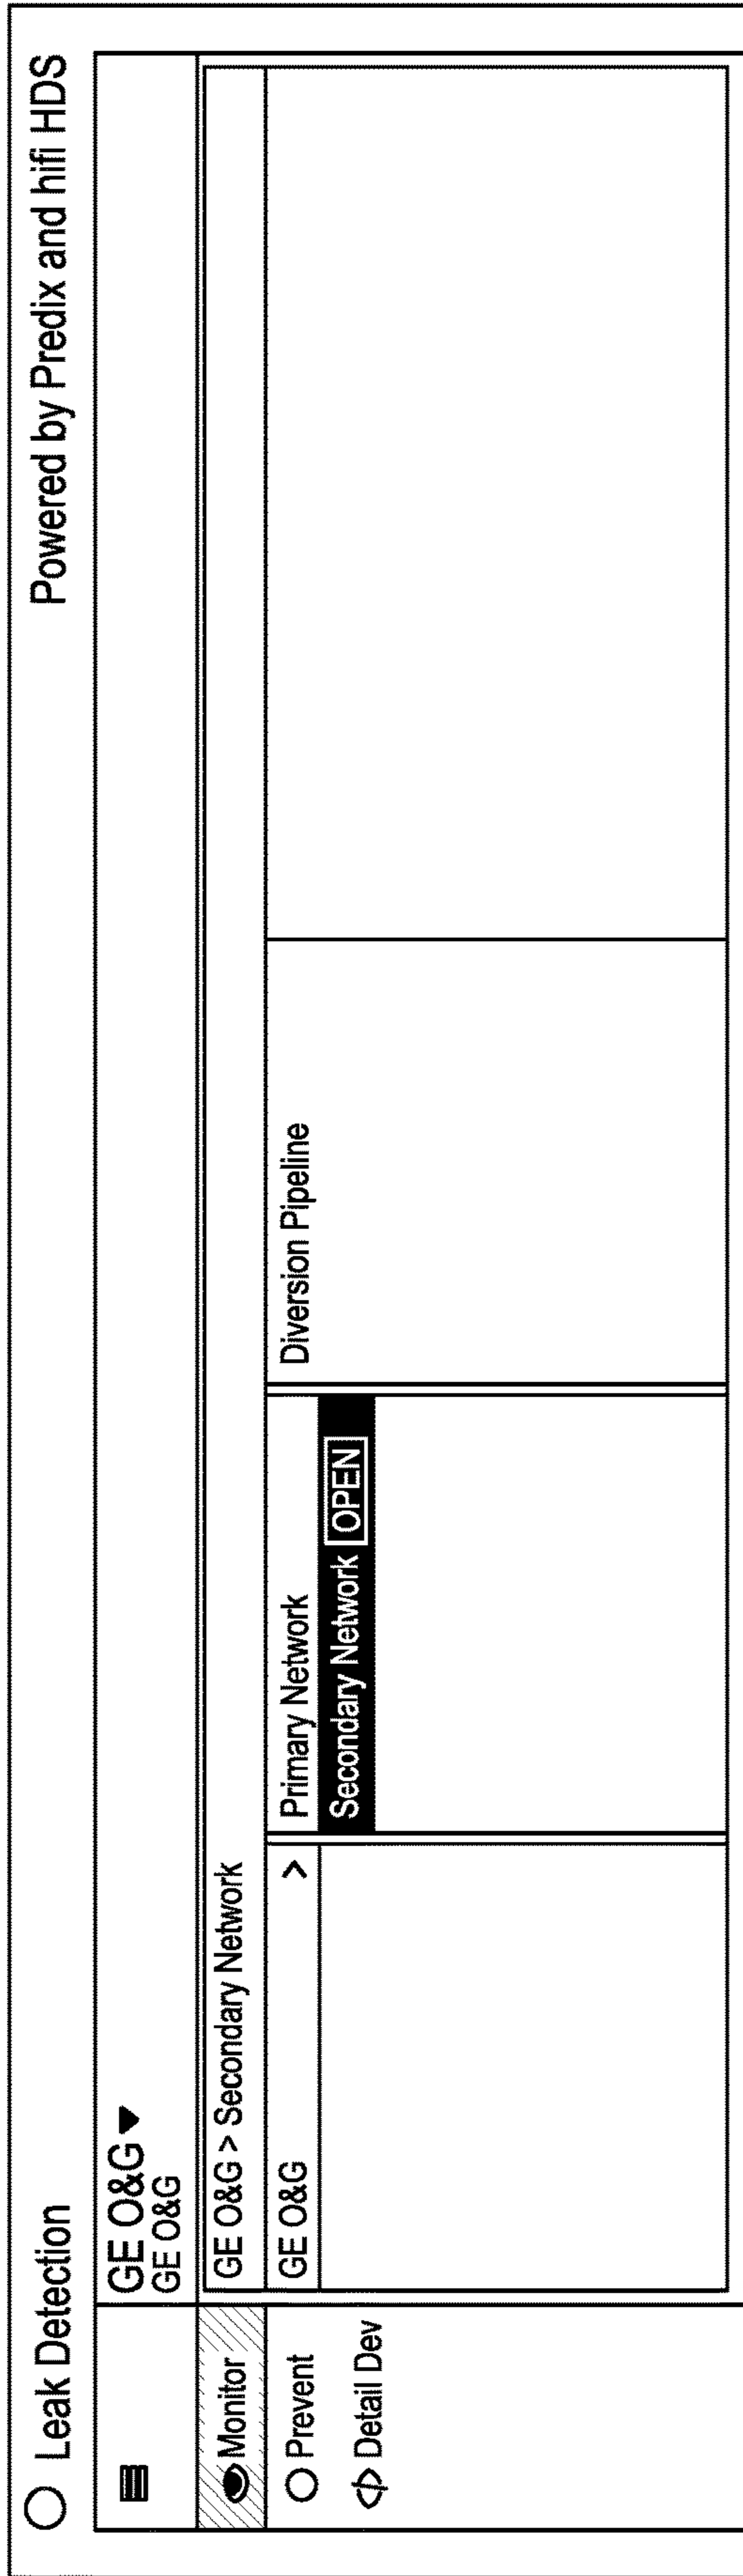 Leak Detection
Powered by Predix and hifi HDS
GE O&G
GE O&G
Monitor
Prevent
Detail Dev
GE O&G > Secondary Network
GE O&G >
Primary Network
Secondary Network OPEN
Diversion Pipeline